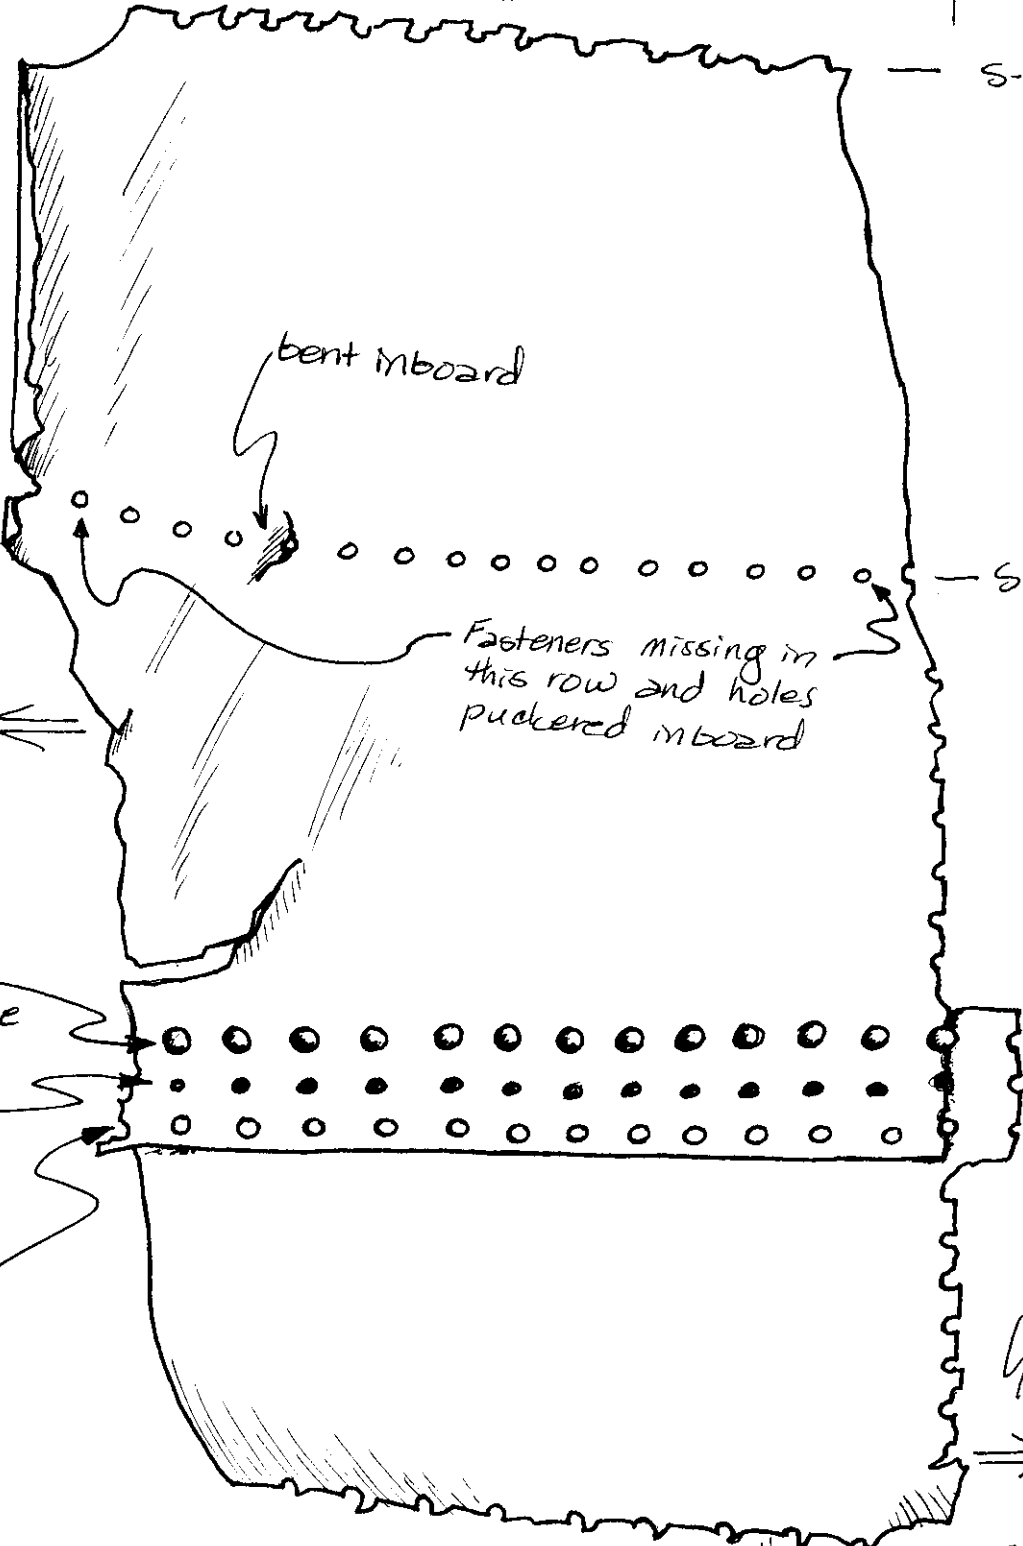 S-
bent inboard
S
Fasteners missing in
this row and holes
puckered inboard
e